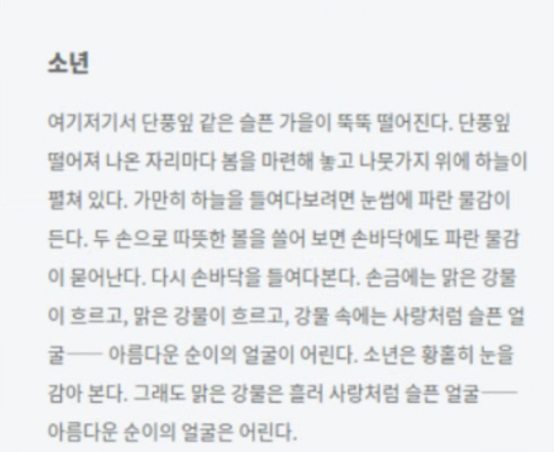 소년
여기저기서 단풍잎 같은 슬픈 가을이 뚝뚝 떨어진다. 단풍잎
떨어져 나온 자리마다 봄을 마련해 놓고 나뭇가지 위에 하늘이
펼쳐 있다. 가만히 하늘을 들여다보려면 눈썹에 파란 물감이
든다. 두 손으로 따뜻한 볼을 쓸어 보면 손바닥에도 파란 물감
이 묻어난다. 다시 손바닥을 들여다본다. 손금에는 맑은 강물
이 흐르고, 맑은 강물이 흐르고, 강물 속에는 사랑처럼 슬픈 얼
굴── 아름다운 순이의 얼굴이 어린다. 소년은 황홀히 눈을
감아 본다. 그래도 맑은 강물은 흘러 사랑처럼 슬픈 얼굴──
아름다운 순이의 얼굴은 어린다.